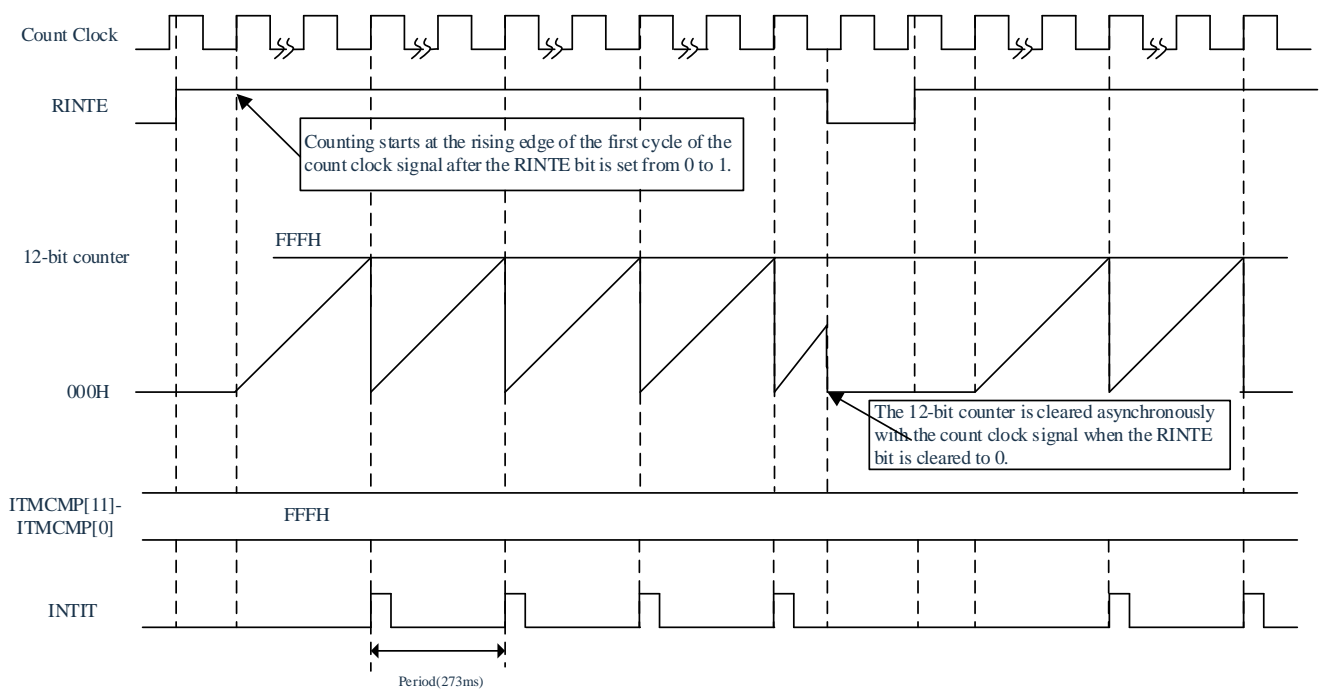 Count Clock
RINTE
Counting starts at the rising edge of the first cycle of the
count clock signal after the RINTE bit is set from 0 to 1.
FFFH
12-bit counter
000H
The 12-bit counter is cleared asynchronously
with the count clock signal when the RINTE
bit is cleared to 0.
ITMCMP[11]-
ITMCMP[0]
FFFH
INTIT
Period(273ms)